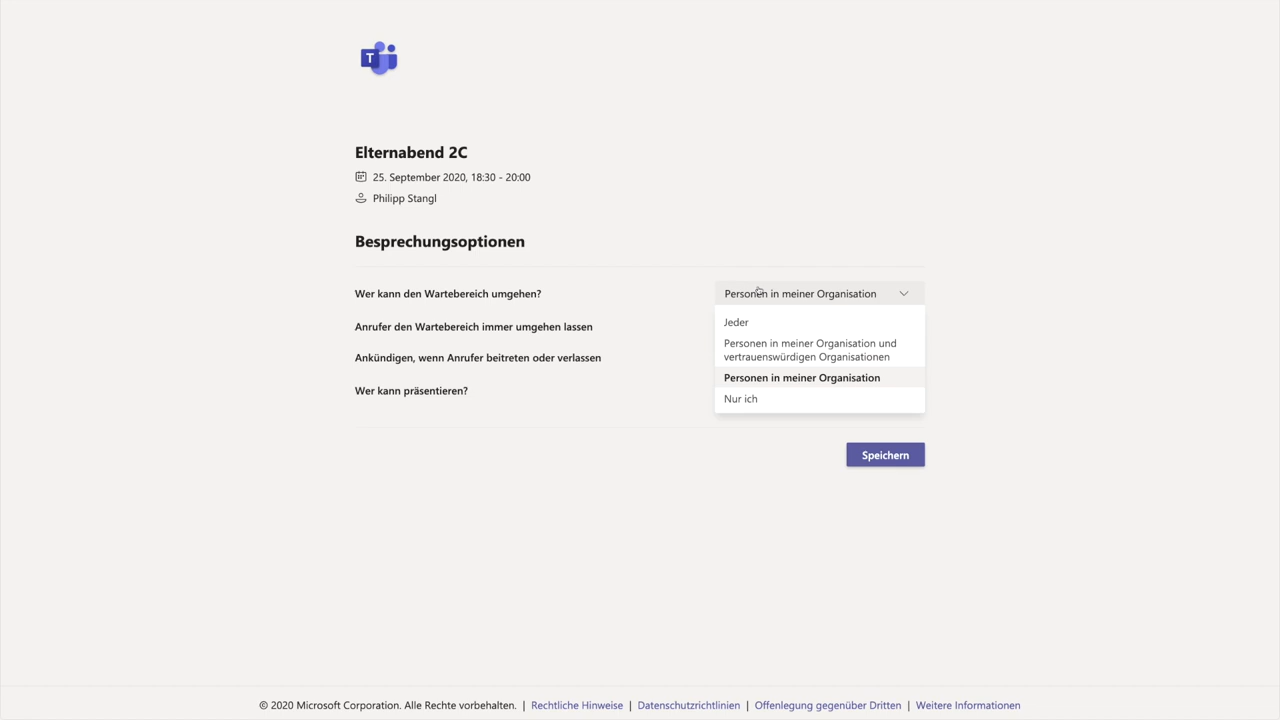 T
Elternabend 2C
25. September 2020, 18:30 - 20:00
Philipp Stangl
Besprechungsoptionen
Wer kann den Wartebereich umgehen?
Personen in meiner Organisation
Jeder
Anrufer den Wartebereich immer umgehen lassen
Personen in meiner Organisation und
vertrauenswürdigen Organisationen
Ankündigen, wenn Anrufer beitreten oder verlassen
Personen in meiner Organisation
Wer kann präsentieren?
Nur ich
Speichern
© 2020 Microsoft Corporation. Alle Rechte vorbehalten. | Rechtliche Hinweise | Datenschutzrichtlinien | Offenlegung gegenüber Dritten | Weitere Informationen